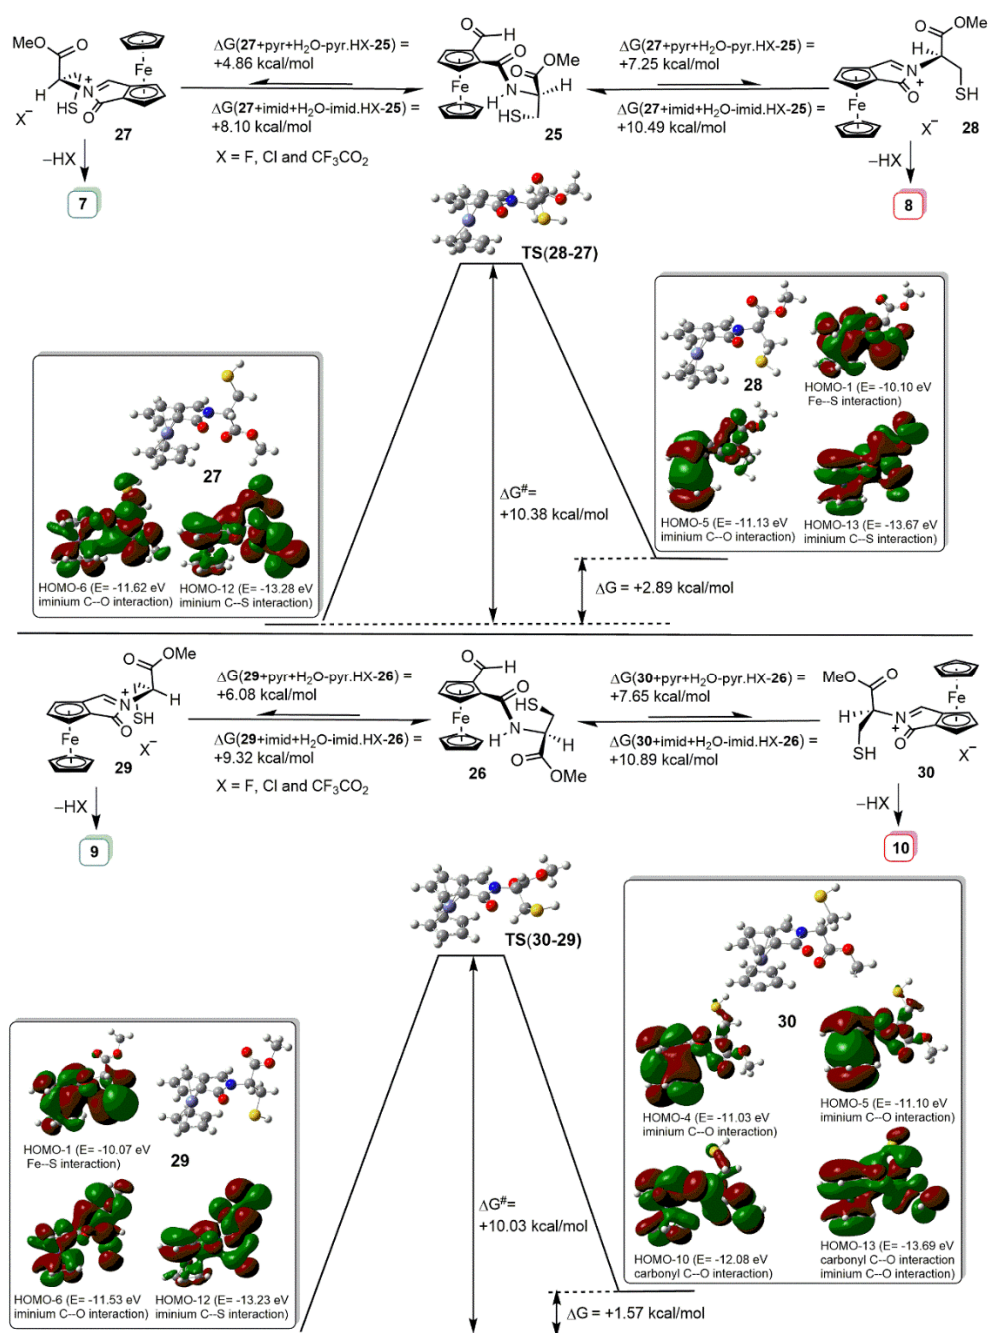 MeO
O
Fe
H
N
+
HS
O
X−
27
−HX
7
ΔG(27+pyr+H2O-pyr.HX-25) =
+4.86 kcal/mol
ΔG(27+imid+H2O-imid.HX-25) =
+8.10 kcal/mol
X = F, Cl and CF3CO2
O
H
O
OMe
Fe
O
H
N
H
HS
25
ΔG(27+pyr+H2O-pyr.HX-25) =
+7.25 kcal/mol
ΔG(27+imid+H2O-imid.HX-25) =
+10.49 kcal/mol
OMe
O
H
N
+
SH
O
Fe
X−
28
−HX
8
TS(28-27)
27
HOMO-6 (E= -11.62 eV
iminium C--O interaction)
HOMO-12 (E= -13.28 eV
iminium C--S interaction)
ΔG#=
+10.38 kcal/mol
28
HOMO-1 (E= -10.10 eV
Fe--S interaction)
HOMO-5 (E= -11.13 eV
iminium C--O interaction)
HOMO-13 (E= -13.67 eV
iminium C--S interaction)
ΔG = +2.89 kcal/mol
OMe
O
H
N
+
SH
O
Fe
X−
29
−HX
9
ΔG(29+pyr+H2O-pyr.HX-26) =
+6.08 kcal/mol
ΔG(29+imid+H2O-imid.HX-26) =
+9.32 kcal/mol
X = F, Cl and CF3CO2
O
H
O
HS
Fe
H
N
H
O
OMe
26
ΔG(30+pyr+H2O-pyr.HX-26) =
+7.65 kcal/mol
ΔG(30+imid+H2O-imid.HX-26) =
+10.89 kcal/mol
MeO
O
Fe
H
N
+
SH
O
X−
30
−HX
10
TS(30-29)
HOMO-1 (E= -10.07 eV
Fe--S interaction)
29
HOMO-6 (E= -11.53 eV
iminium C--O interaction)
HOMO-12 (E= -13.23 eV
iminium C--S interaction)
ΔG#=
+10.03 kcal/mol
30
HOMO-4 (E= -11.03 eV
iminium C--O interaction)
HOMO-5 (E= -11.10 eV
iminium C--O interaction)
HOMO-10 (E= -12.08 eV
carbonyl C--O interaction)
HOMO-13 (E= -13.69 eV
carbonyl C--O interaction
iminium C--O interaction)
ΔG = +1.57 kcal/mol